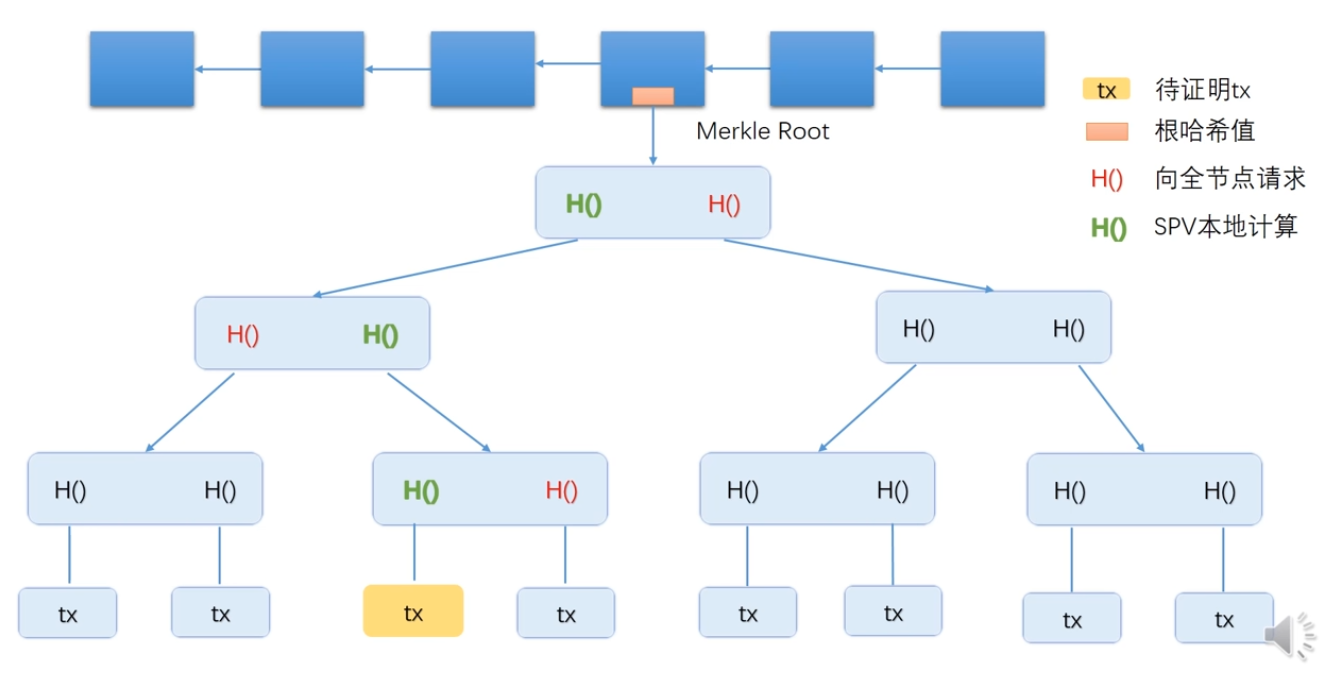 tx 待证明tx
Merkle Root
根哈希值
H() H()
H() 向全节点请求
H() SPV本地计算
H() H() H() H()
H() H() H() H() H() H() H() H()
tx tx tx tx tx tx tx tx